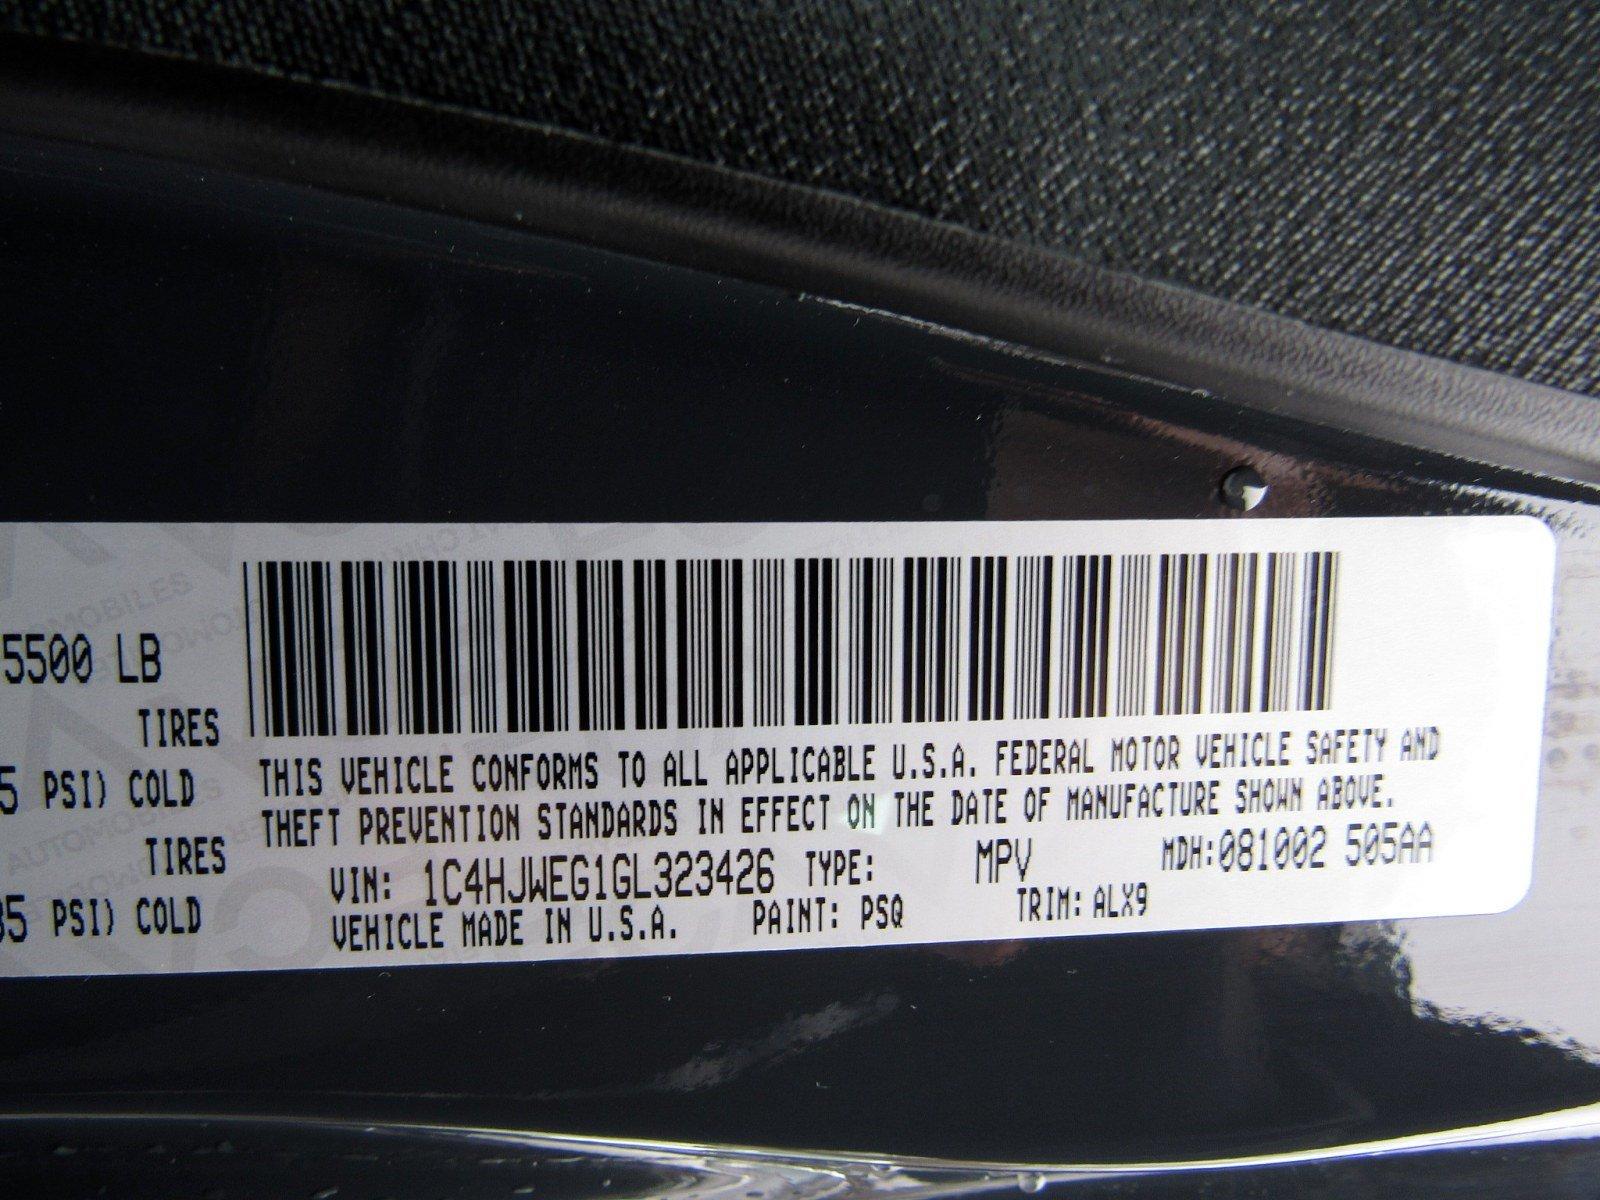 5500 LB
TIRES
5 PSI) COLD
TIRES
35 PSI) COLD
THIS VEHICLE CONFORMS TO ALL APPLICABLE U.S.A. FEDERAL MOTOR VEHICLE SAFETY AND
THEFT PREVENTION STANDARDS IN EFFECT ON THE DATE OF MANUFACTURE SHOWN ABOVE.
VIN: 1C4HJWEG1GL323426 TYPE: MPV MDH:081002 505AA
VEHICLE MADE IN U.S.A. PAINT: PSQ TRIM: ALX9